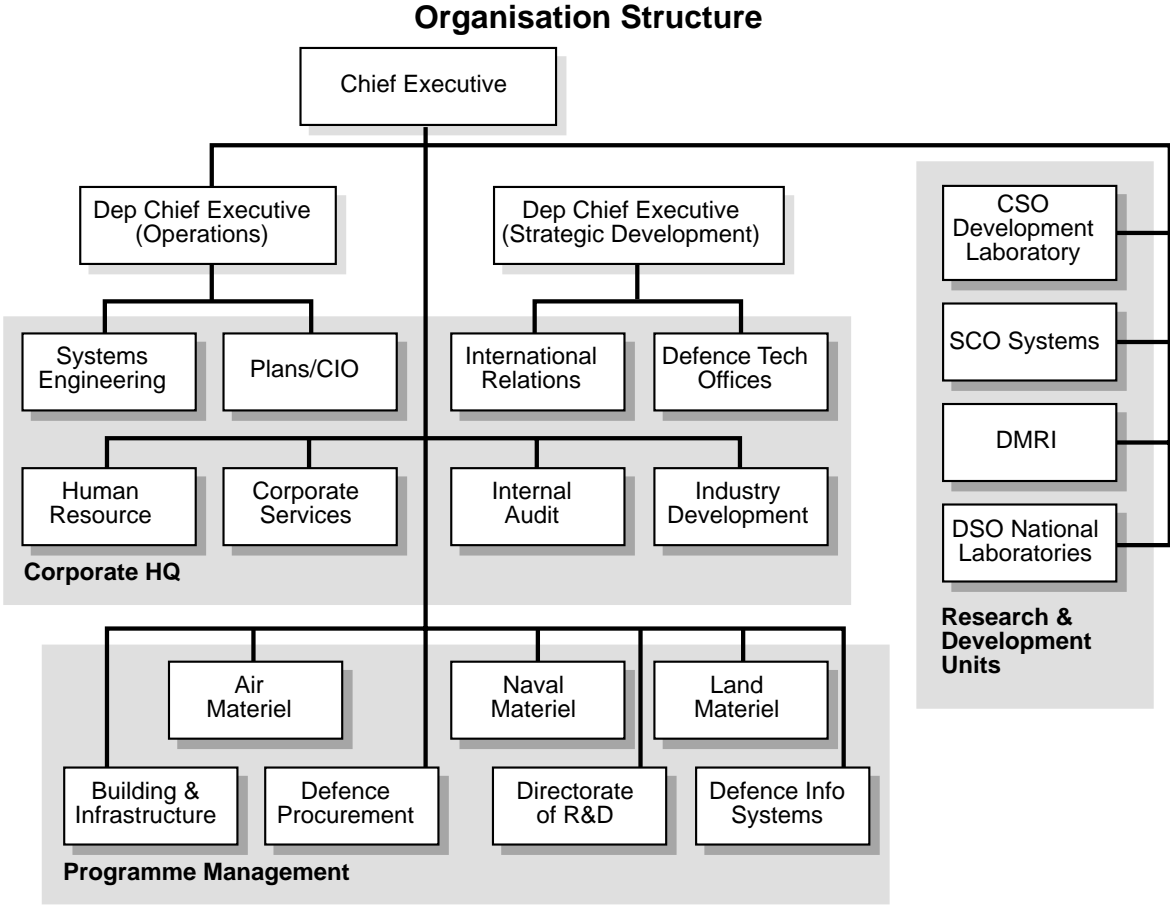 Organisation Structure
Chief Executive
Dep Chief Executive
(Operations)
Dep Chief Executive
(Strategic Development)
Systems
Engineering
Plans/CIO
International
Relations
Defence Tech
Offices
Human
Resource
Corporate
Services
Internal
Audit
Industry
Development
Corporate HQ
Air
Materiel
Naval
Materiel
Land
Materiel
Building &
Infrastructure
Defence
Procurement
Directorate
of R&D
Defence Info
Systems
Programme Management
CSO
Development
Laboratory
SCO Systems
DMRI
DSO National
Laboratories
Research &
Development
Units